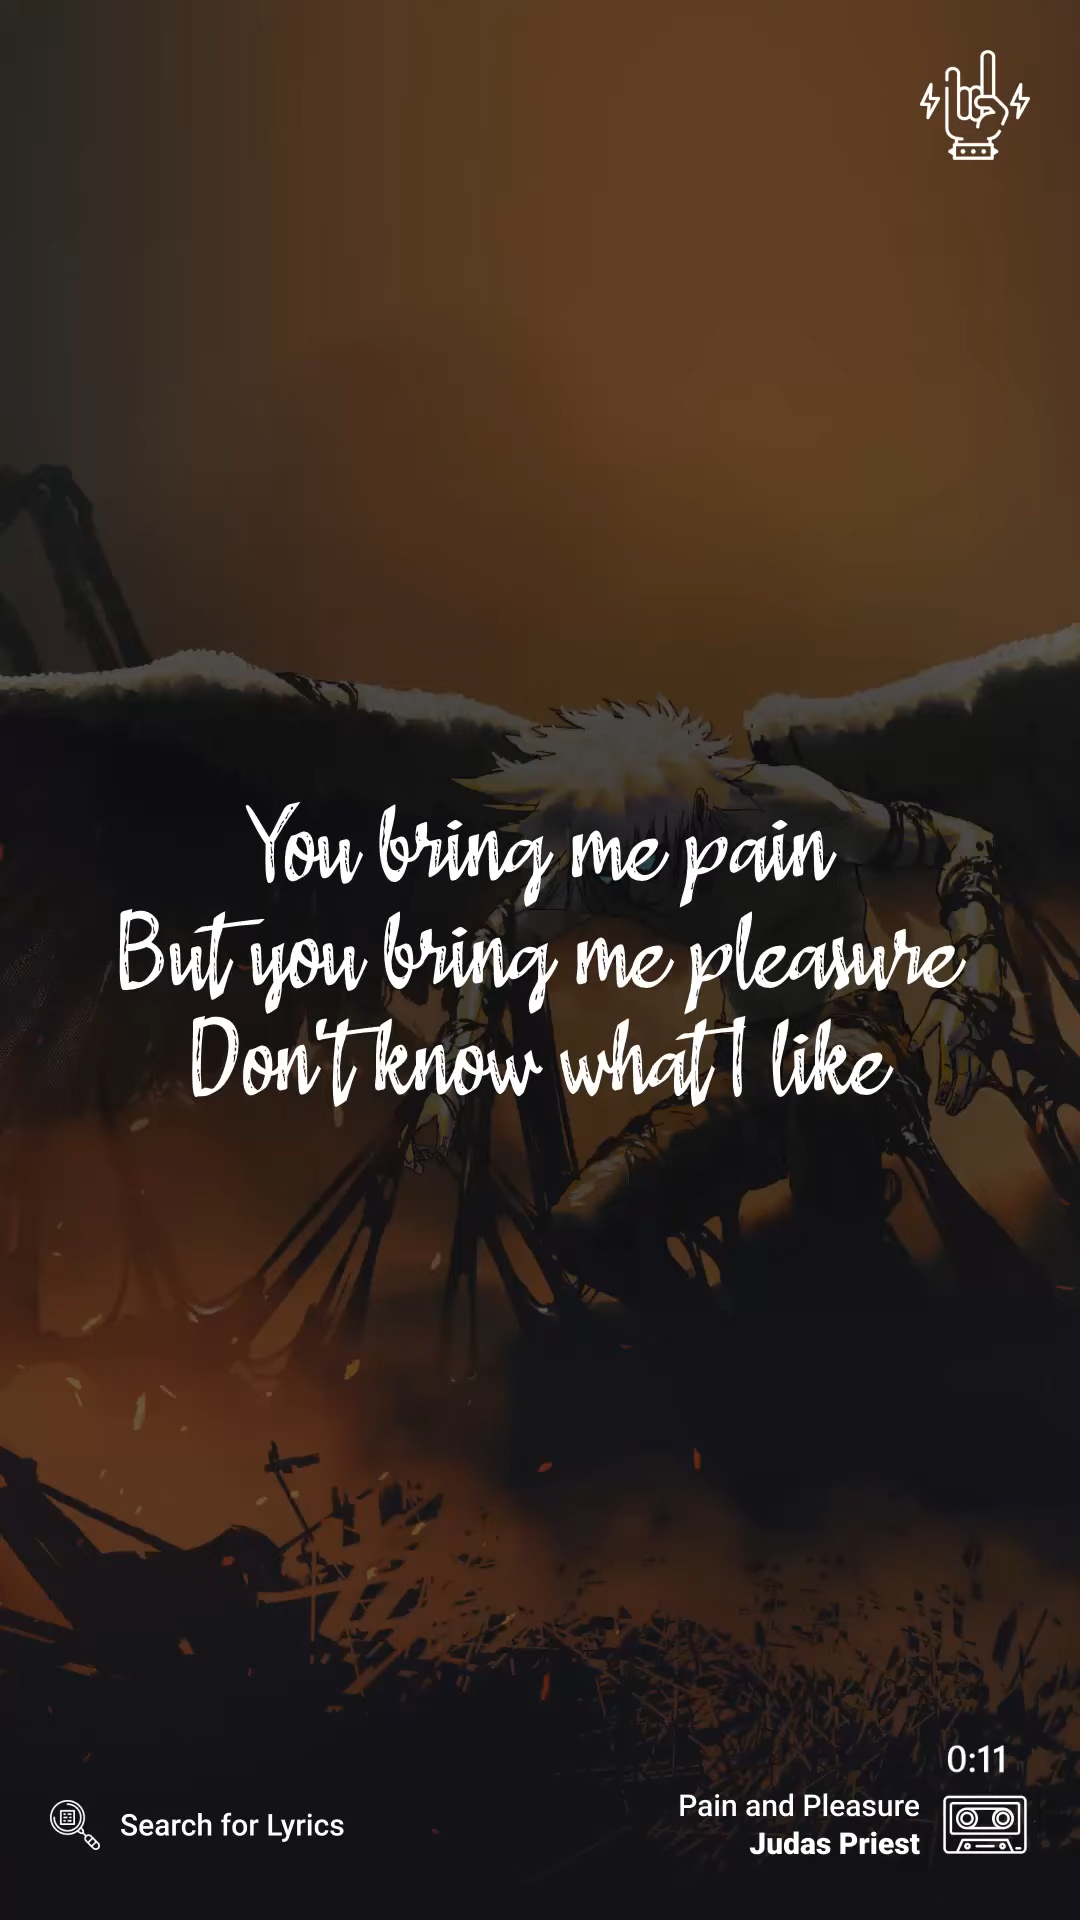 You bring me pain
But you bring me pleasure
Don't know what I like
0:11
Search for Lyrics
Pain and Pleasure
Judas Priest